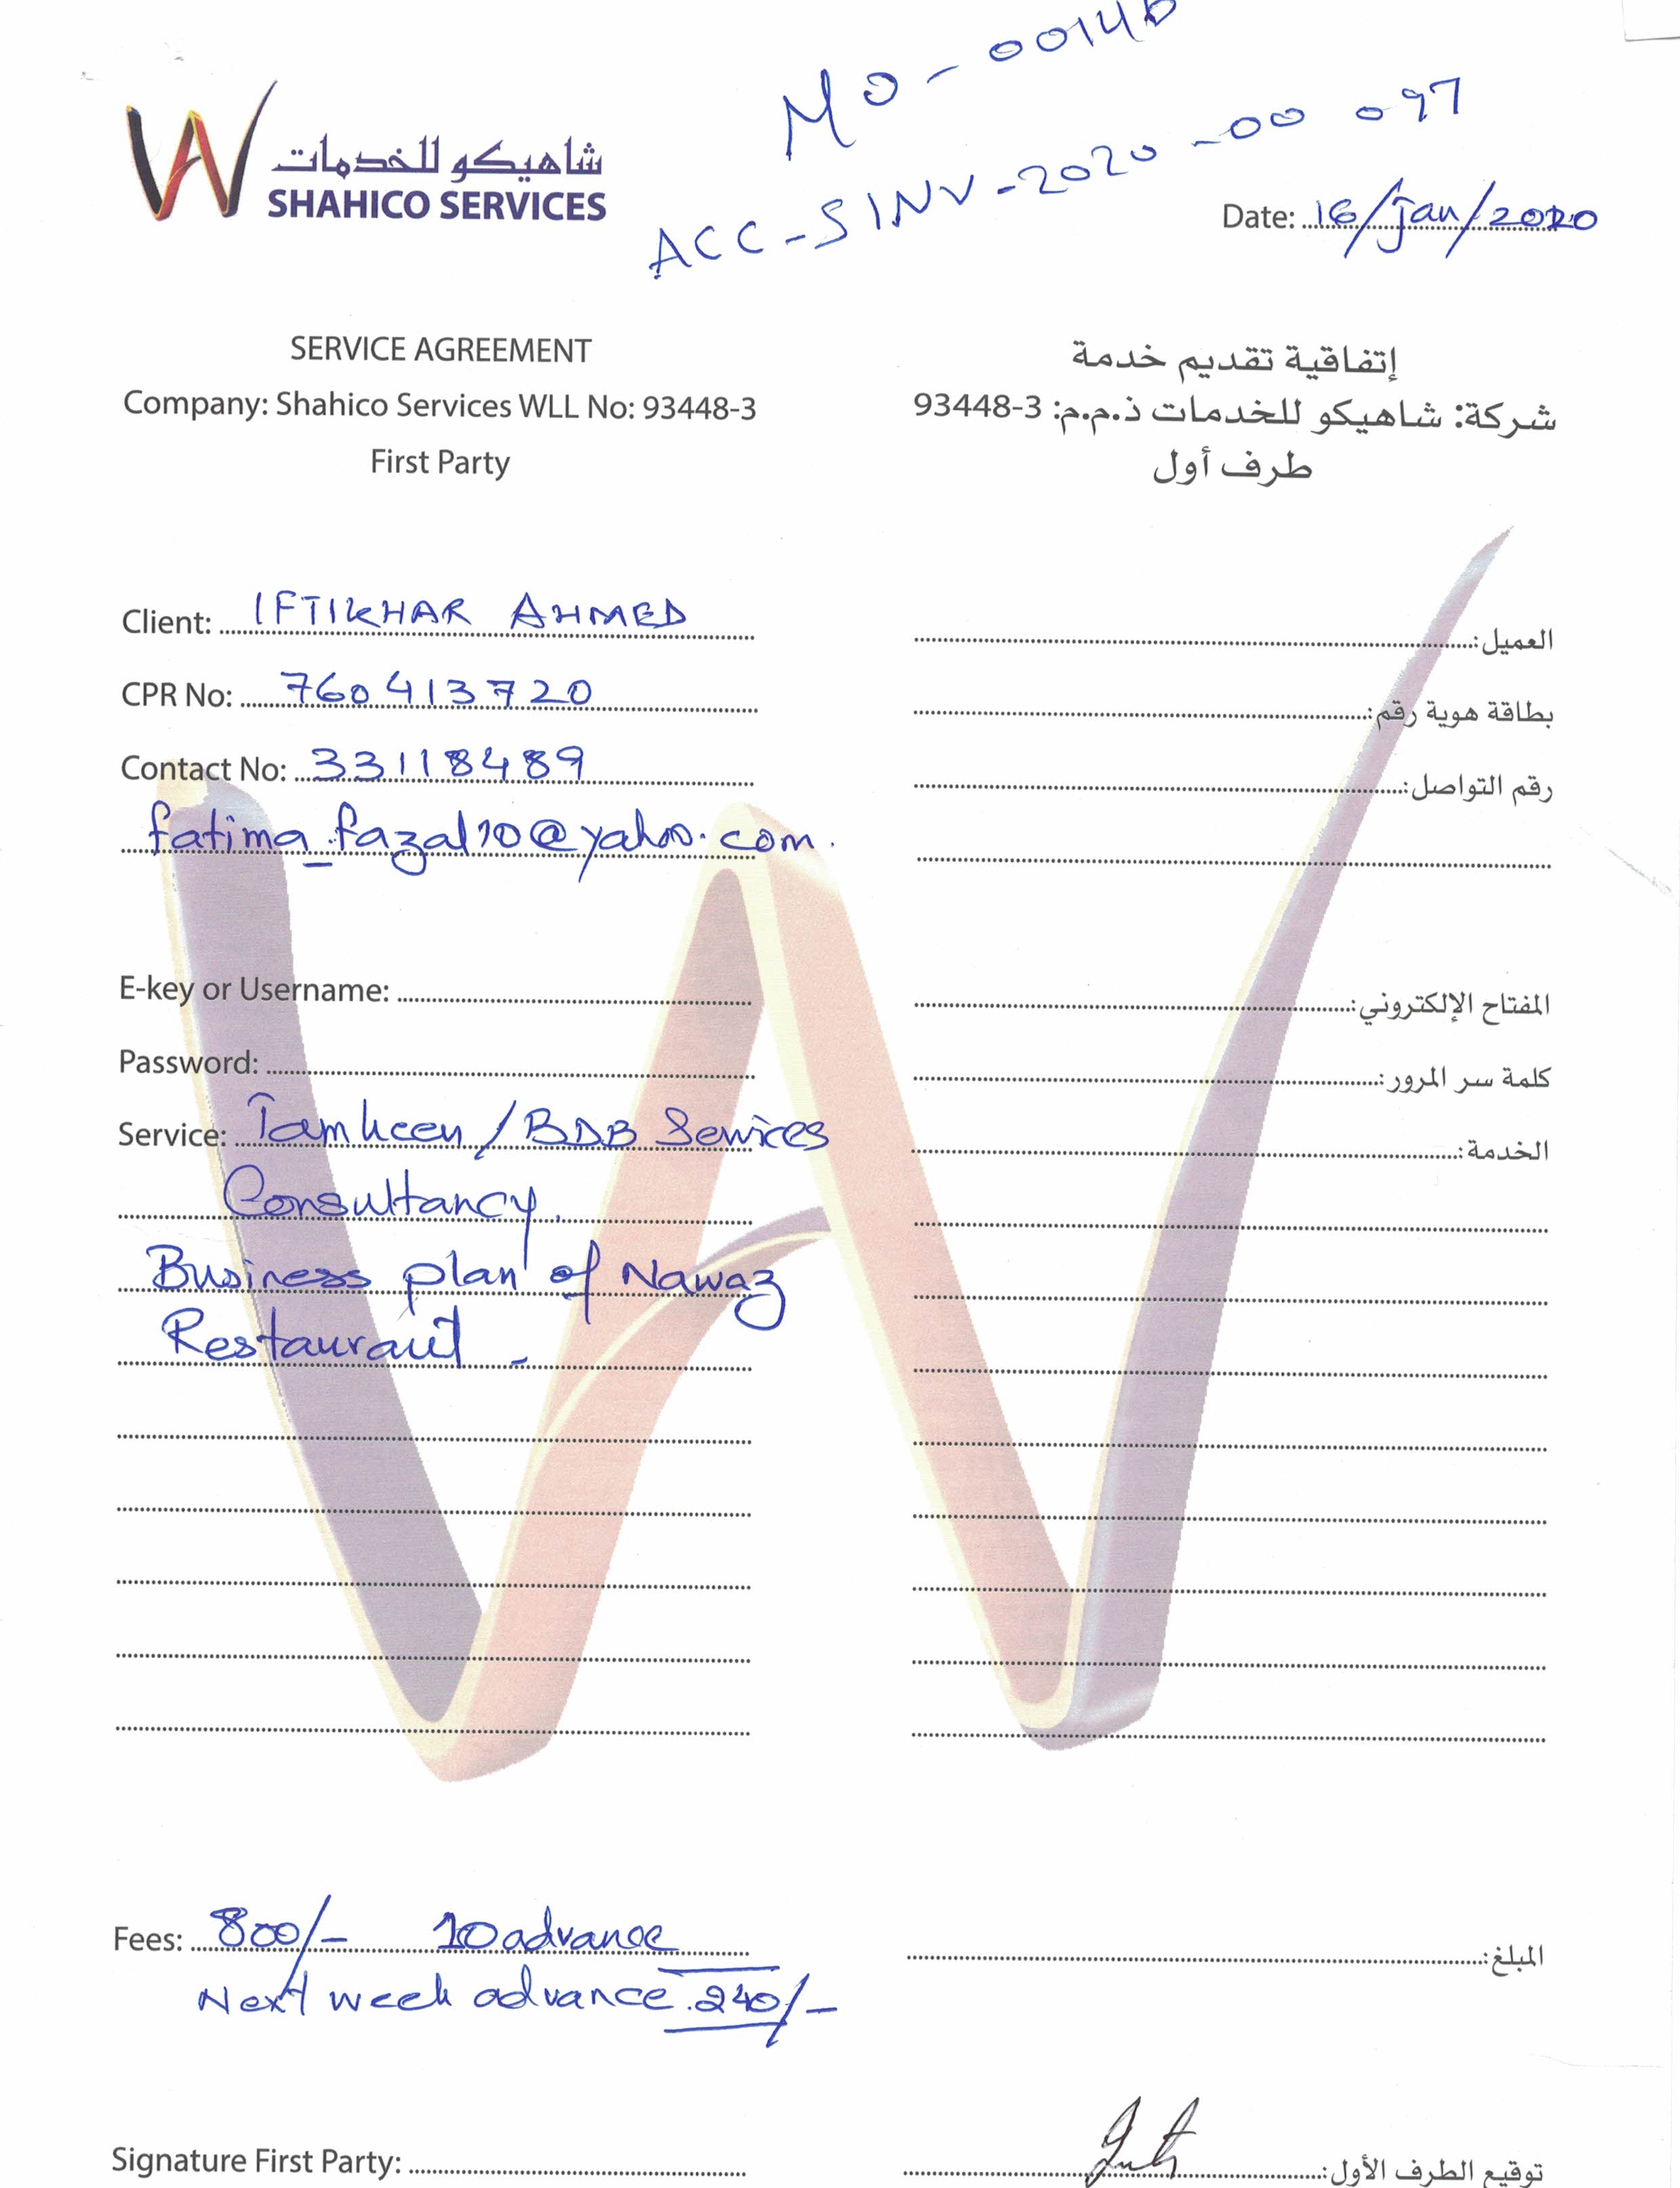 MO-0014
ACC-SINV-2020-00 097
شاهيكو للخدمات
SHAHICO SERVICES
Date: 16/Jan/2020
SERVICE AGREEMENT
Company: Shahico Services WLL No: 93448-3
First Party
إتفاقية تقديم خدمة
شركة: شاهيكو للخدمات ذ.م.م: 3-93448
طرف أول
Client: IFTIKHAR AHMED
العميل:
CPR No: 760413720
بطاقة هوية رقم:
Contact No: 33118489
رقم التواصل:
fatima_fazal10@yahoo.com.
E-key or Username:
المفتاح الإلكتروني:
Password:
كلمة سر المرور:
Service: Tamkeen/BDB Services
الخدمة:
Consultancy.
Business plan of Nawaz
Restaurant -
Fees: 800/- 10 advance
المبلغ:
Next week advance 240/-
Signature First Party:
توقيع الطرف الأول: